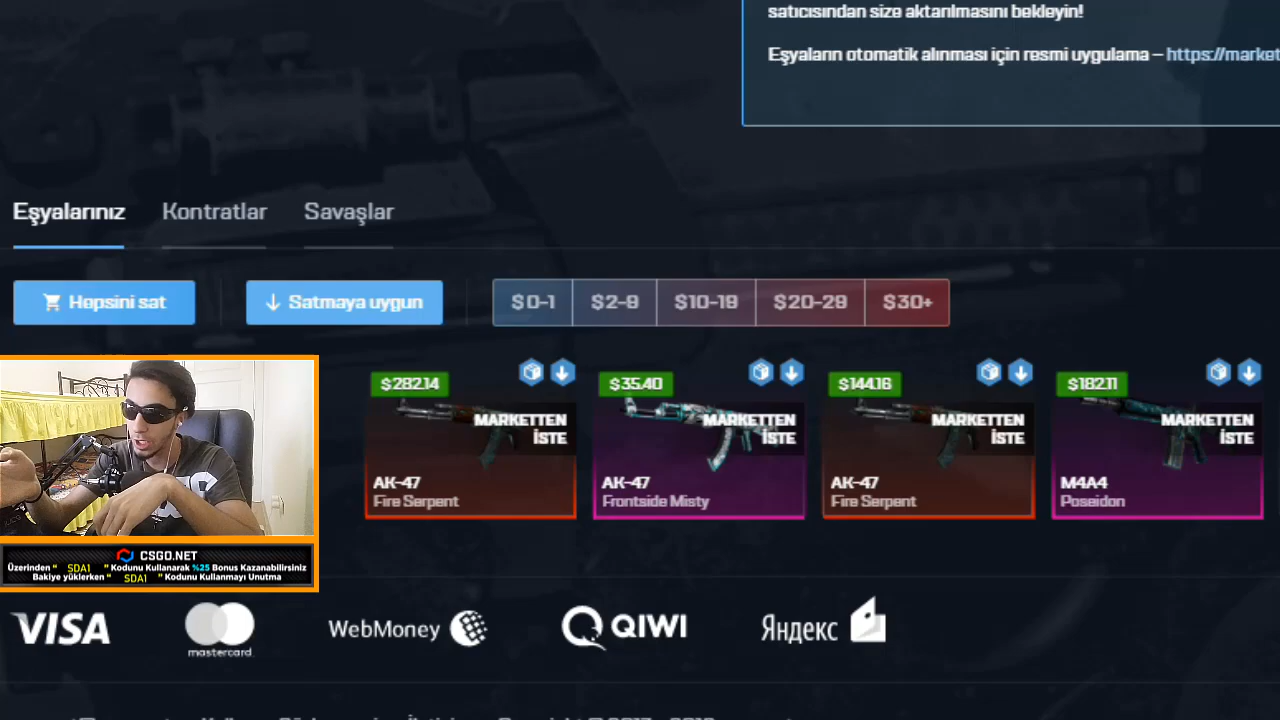 satıcısından size aktarılmasını bekleyin!
Eşyaların otomatik alınması için resmi uygulama – https://market
Eşyalarınız Kontratlar Savaşlar
Hepsini sat Satmaya uygun $0-1 $2-9 $10-19 $20-29 $30+
$282.14 $35.40 $144.16 $182.11
MARKETTEN İSTE MARKETTEN İSTE MARKETTEN İSTE MARKETTEN İSTE
AK-47 AK-47 AK-47 M4A4
Fire Serpent Frontside Misty Fire Serpent Poseidon
CSGO.NET
Üzerinden " SDA1 " Kodunu Kullanarak %25 Bonus Kazanabilirsiniz
Bakiye yüklerken " SDA1 " Kodunu Kullanmayı Unutma
VISA mastercard WebMoney QIWI Яндекс